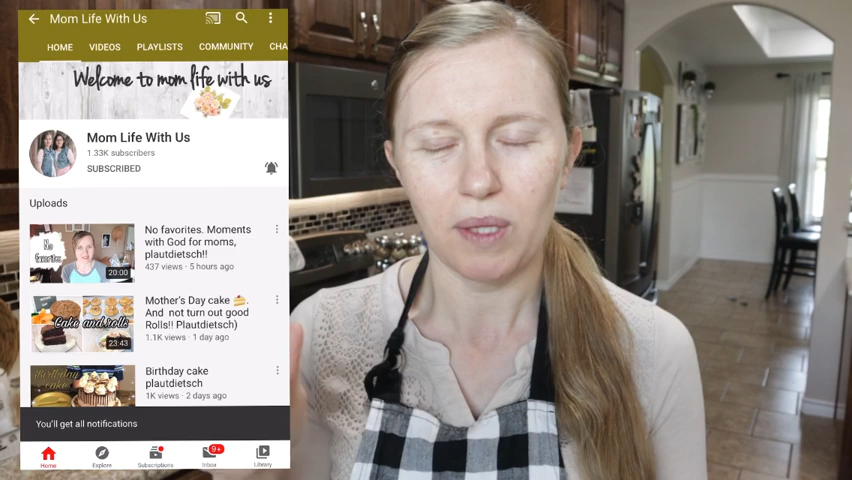 Mom Life With Us
HOME VIDEOS PLAYLISTS COMMUNITY CHA
Welcome to mom life with us
Mom Life With Us
1.33K subscribers
SUBSCRIBED
Uploads
No favorites. Moments
with God for moms,
plautdietsch!!
437 views · 5 hours ago
No
favorites
20:00
Mother's Day cake 🍰.
And not turn out good
Rolls!! Plautdietsch)
1.1K views · 1 day ago
Cake and rolls
23:43
Birthday cake
plautdietsch
1K views · 2 days ago
Birthday
cake
You'll get all notifications
9+
Home Explore Subscriptions Inbox Library